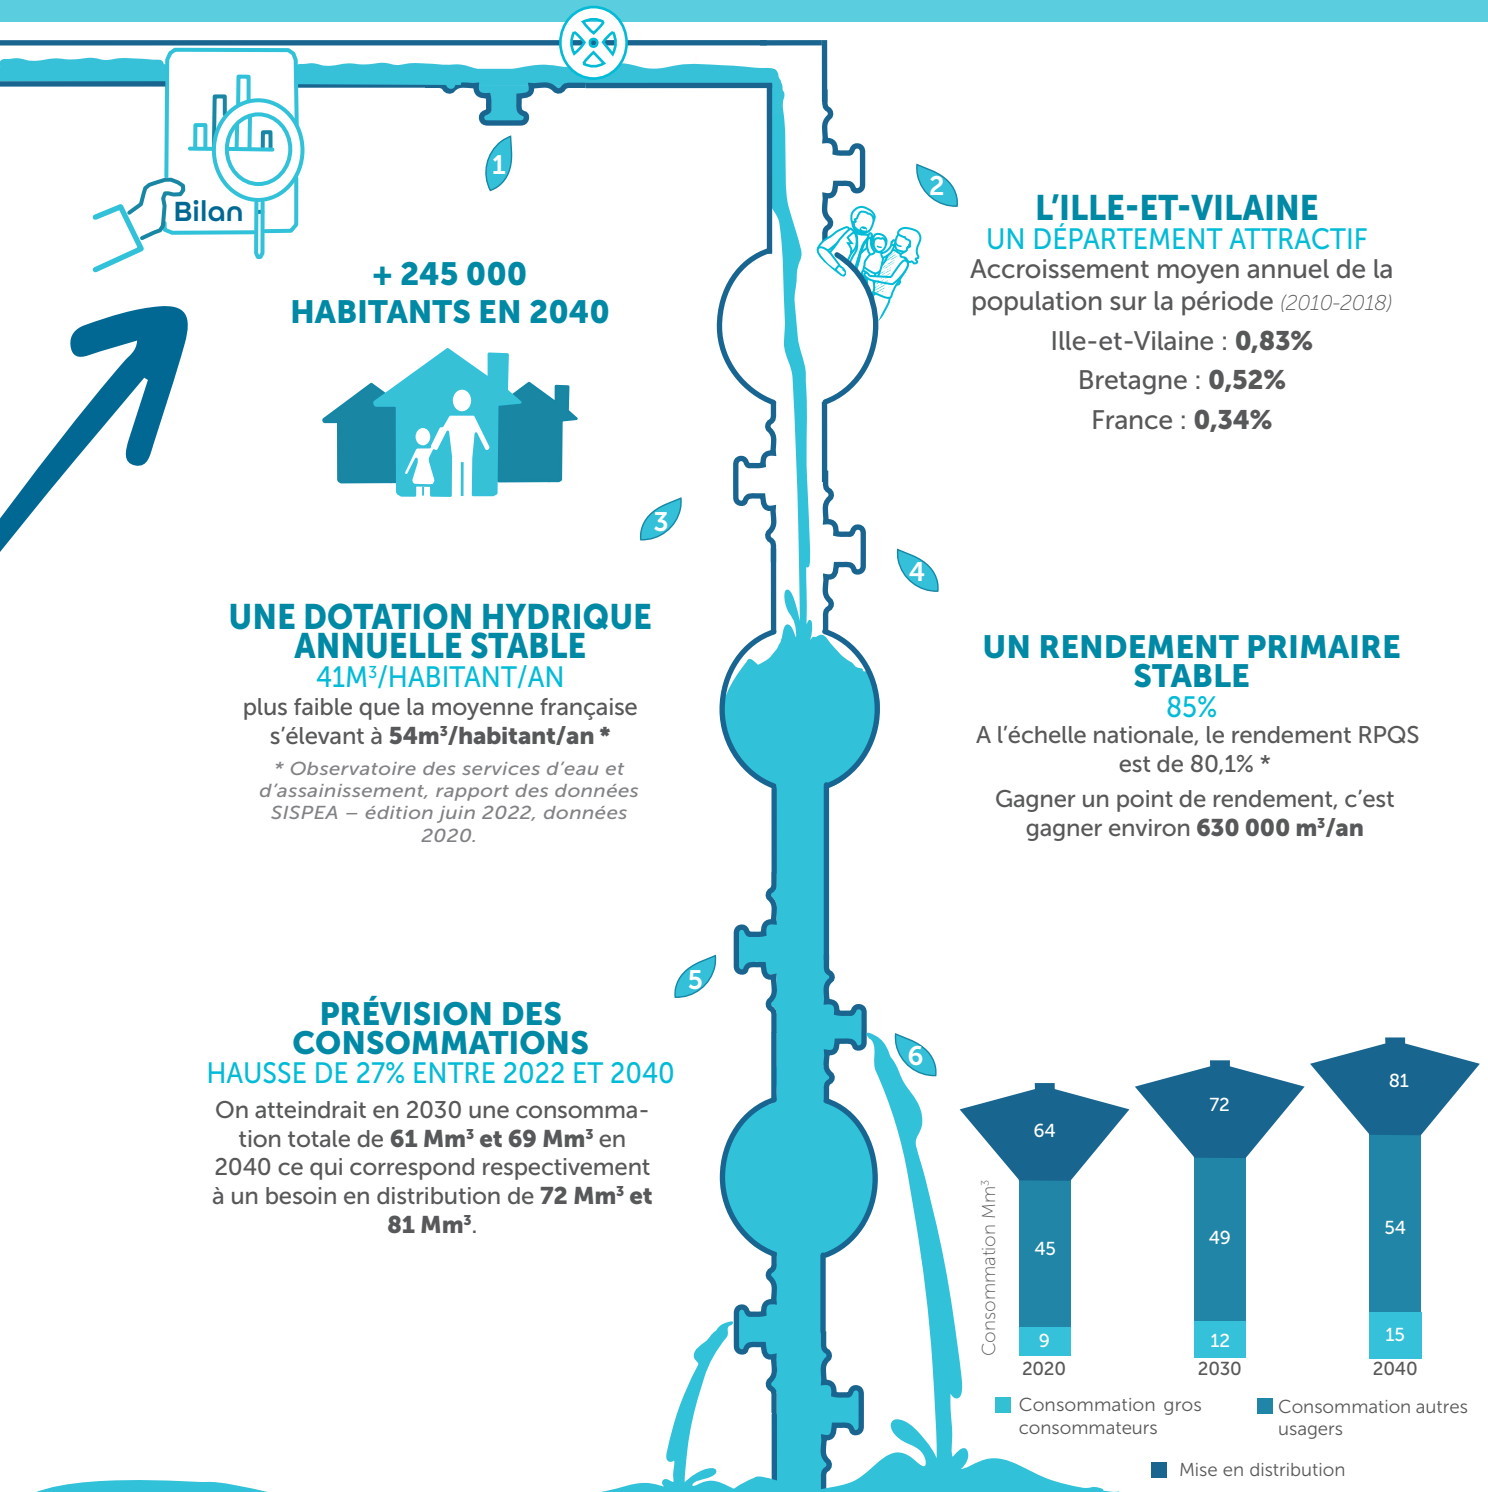 Bilan
1
+ 245 000
HABITANTS EN 2040
2
L'ILLE-ET-VILAINE
UN DÉPARTEMENT ATTRACTIF
Accroissement moyen annuel de la
population sur la période (2010-2018)
Ille-et-Vilaine : 0,83%
Bretagne : 0,52%
France : 0,34%
3
UNE DOTATION HYDRIQUE
ANNUELLE STABLE
41M³/HABITANT/AN
plus faible que la moyenne française
s'élevant à 54m³/habitant/an *
* Observatoire des services d'eau et
d'assainissement, rapport des données
SISPEA – édition juin 2022, données
2020.
4
UN RENDEMENT PRIMAIRE
STABLE
85%
A l'échelle nationale, le rendement RPQS
est de 80,1% *
Gagner un point de rendement, c'est
gagner environ 630 000 m³/an
5
PRÉVISION DES
CONSOMMATIONS
HAUSSE DE 27% ENTRE 2022 ET 2040
On atteindrait en 2030 une consomma-
tion totale de 61 Mm³ et 69 Mm³ en
2040 ce qui correspond respectivement
à un besoin en distribution de 72 Mm³ et
81 Mm³.
6
Consommation Mm³
64
45
9
2020
72
49
12
2030
81
54
15
2040
Consommation gros
consommateurs
Consommation autres
usagers
Mise en distribution